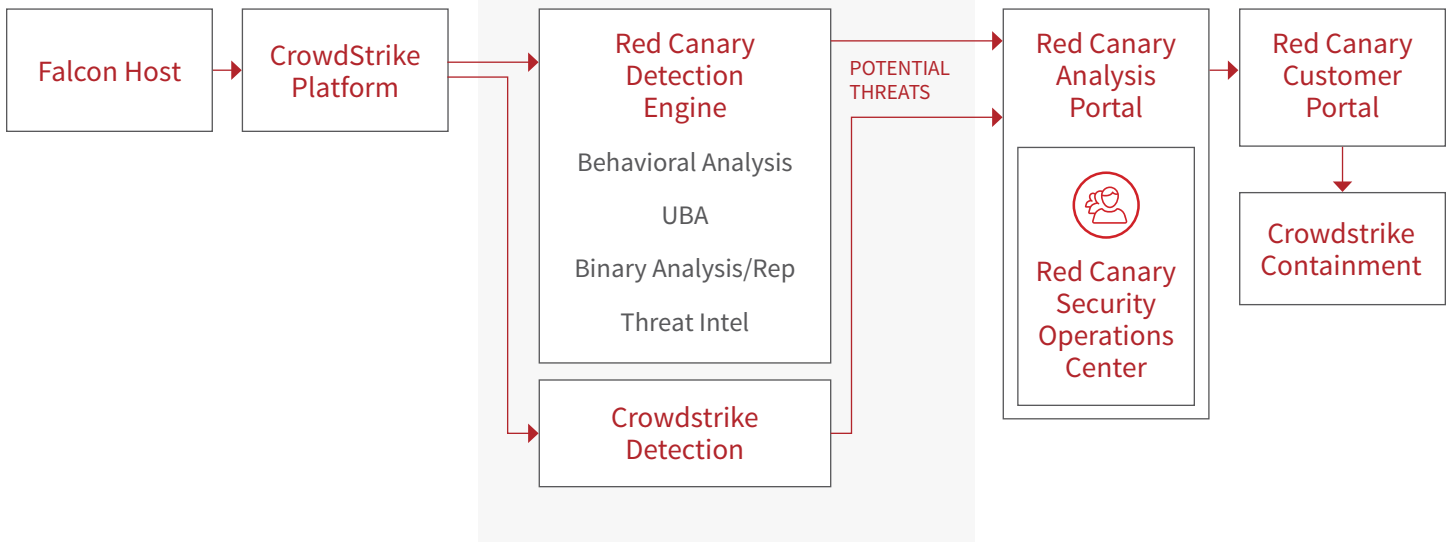 Falcon Host
CrowdStrike
Platform
Red Canary
Detection
Engine
Behavioral Analysis
UBA
Binary Analysis/Rep
Threat Intel
Crowdstrike
Detection
POTENTIAL
THREATS
Red Canary
Analysis
Portal
Red Canary
Security
Operations
Center
Red Canary
Customer
Portal
Crowdstrike
Containment